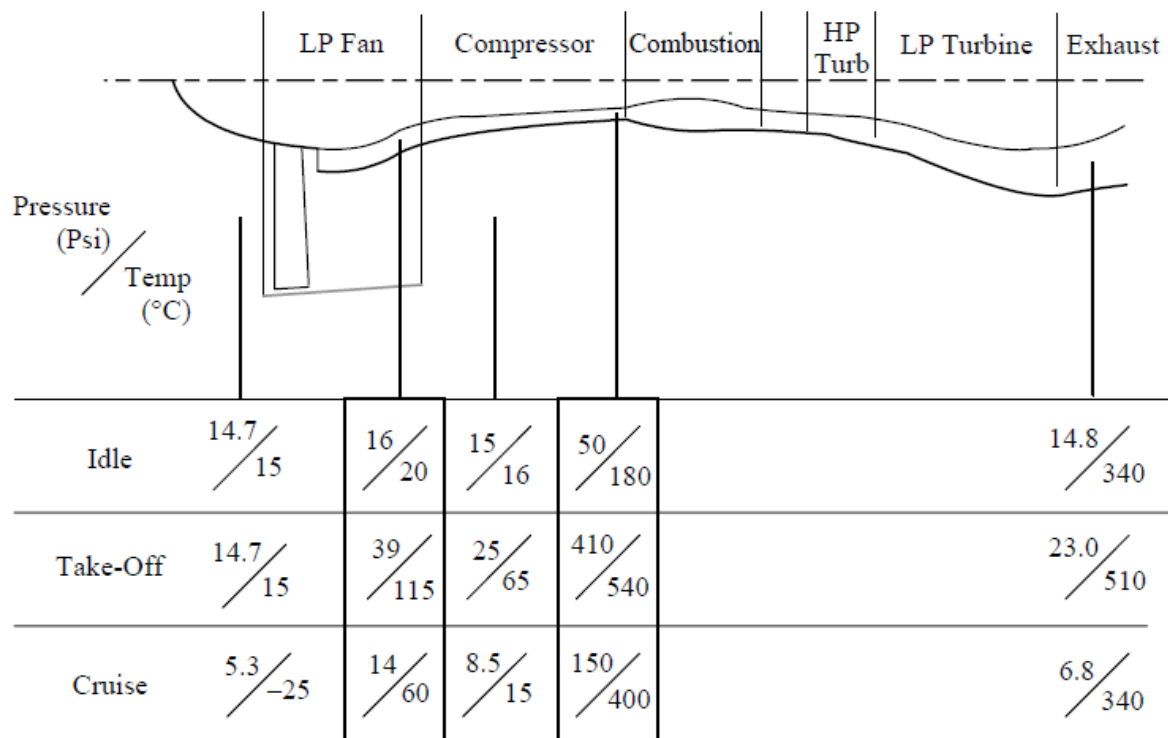 LP Fan Compressor Combustion HP Turb LP Turbine Exhaust
Pressure
(Psi)
Temp
(°C)
Idle 14.7/15 16/20 15/16 50/180 14.8/340
Take-Off 14.7/15 39/115 25/65 410/540 23.0/510
Cruise 5.3/–25 14/60 8.5/15 150/400 6.8/340